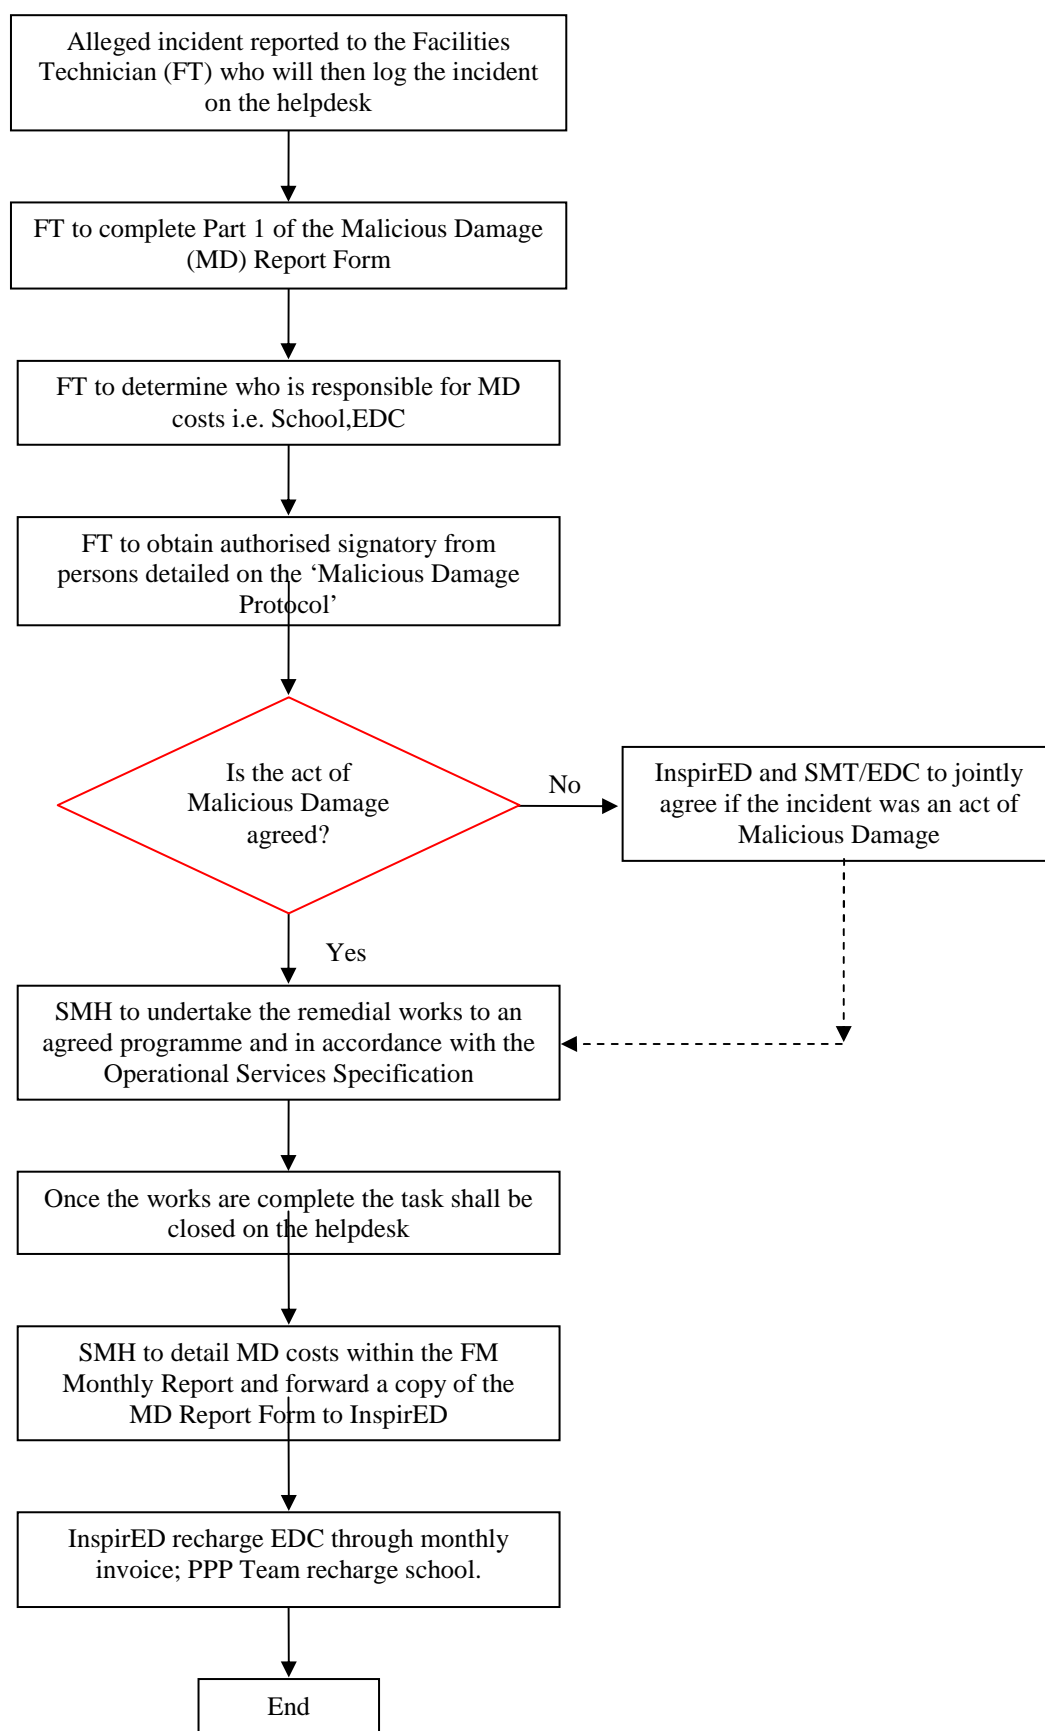 Alleged incident reported to the Facilities
Technician (FT) who will then log the incident
on the helpdesk
FT to complete Part 1 of the Malicious Damage
(MD) Report Form
FT to determine who is responsible for MD
costs i.e. School,EDC
FT to obtain authorised signatory from
persons detailed on the ‘Malicious Damage
Protocol’
Is the act of
Malicious Damage
agreed?
No
InspirED and SMT/EDC to jointly
agree if the incident was an act of
Malicious Damage
Yes
SMH to undertake the remedial works to an
agreed programme and in accordance with the
Operational Services Specification
Once the works are complete the task shall be
closed on the helpdesk
SMH to detail MD costs within the FM
Monthly Report and forward a copy of the
MD Report Form to InspirED
InspirED recharge EDC through monthly
invoice; PPP Team recharge school.
End